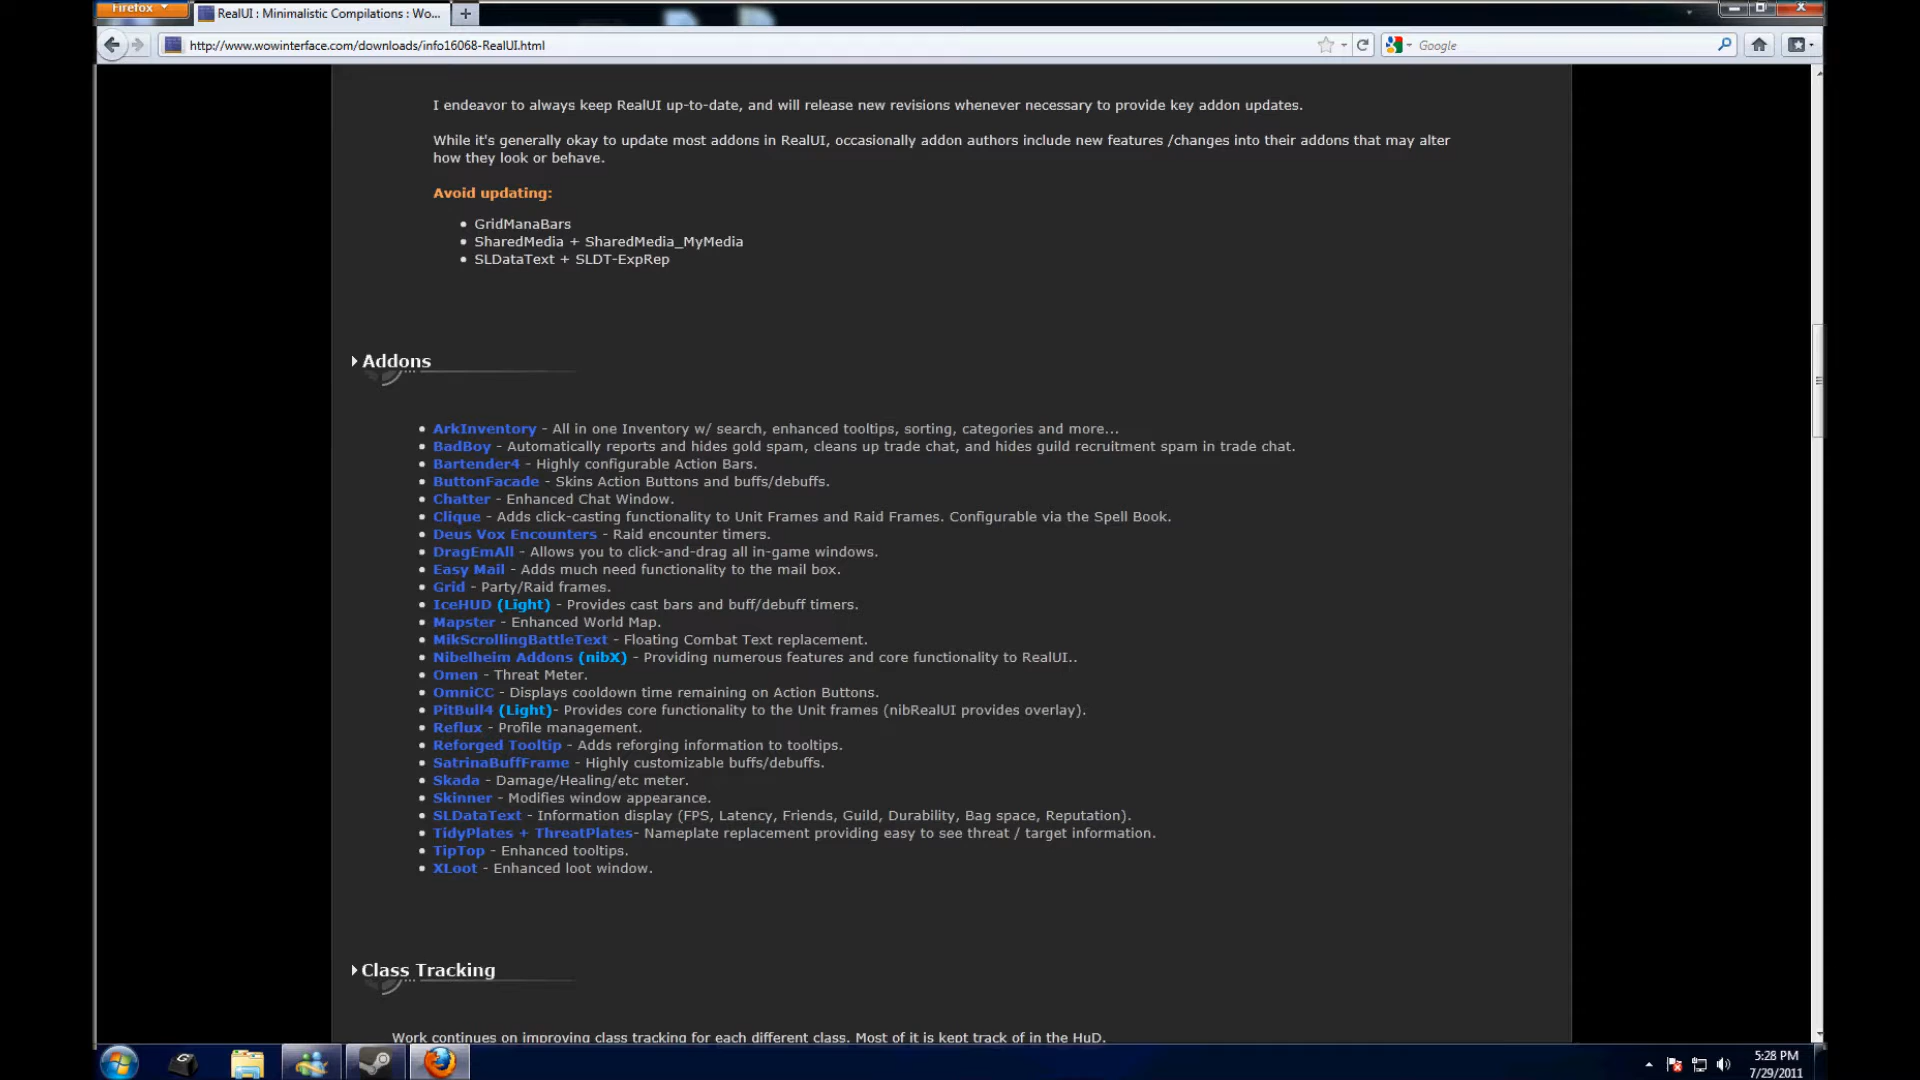 Firefox
RealUI : Minimalistic Compilations : Wo...
http://www.wowinterface.com/downloads/info16068-RealUI.html
Google
I endeavor to always keep RealUI up-to-date, and will release new revisions whenever necessary to provide key addon updates.
While it's generally okay to update most addons in RealUI, occasionally addon authors include new features /changes into their addons that may alter
how they look or behave.
Avoid updating:
GridManaBars
SharedMedia + SharedMedia_MyMedia
SLDataText + SLDT-ExpRep
Addons
ArkInventory - All in one Inventory w/ search, enhanced tooltips, sorting, categories and more...
BadBoy - Automatically reports and hides gold spam, cleans up trade chat, and hides guild recruitment spam in trade chat.
Bartender4 - Highly configurable Action Bars.
ButtonFacade - Skins Action Buttons and buffs/debuffs.
Chatter - Enhanced Chat Window.
Clique - Adds click-casting functionality to Unit Frames and Raid Frames. Configurable via the Spell Book.
Deus Vox Encounters - Raid encounter timers.
DragEmAll - Allows you to click-and-drag all in-game windows.
Easy Mail - Adds much need functionality to the mail box.
Grid - Party/Raid frames.
IceHUD (Light) - Provides cast bars and buff/debuff timers.
Mapster - Enhanced World Map.
MikScrollingBattleText - Floating Combat Text replacement.
Nibelheim Addons (nibX) - Providing numerous features and core functionality to RealUI..
Omen - Threat Meter.
OmniCC - Displays cooldown time remaining on Action Buttons.
PitBull4 (Light)- Provides core functionality to the Unit frames (nibRealUI provides overlay).
Reflux - Profile management.
Reforged Tooltip - Adds reforging information to tooltips.
SatrinaBuffFrame - Highly customizable buffs/debuffs.
Skada - Damage/Healing/etc meter.
Skinner - Modifies window appearance.
SLDataText - Information display (FPS, Latency, Friends, Guild, Durability, Bag space, Reputation).
TidyPlates + ThreatPlates- Nameplate replacement providing easy to see threat / target information.
TipTop - Enhanced tooltips.
XLoot - Enhanced loot window.
Class Tracking
Work continues on improving class tracking for each different class. Most of it is kept track of in the HuD.
5:28 PM
7/29/2011